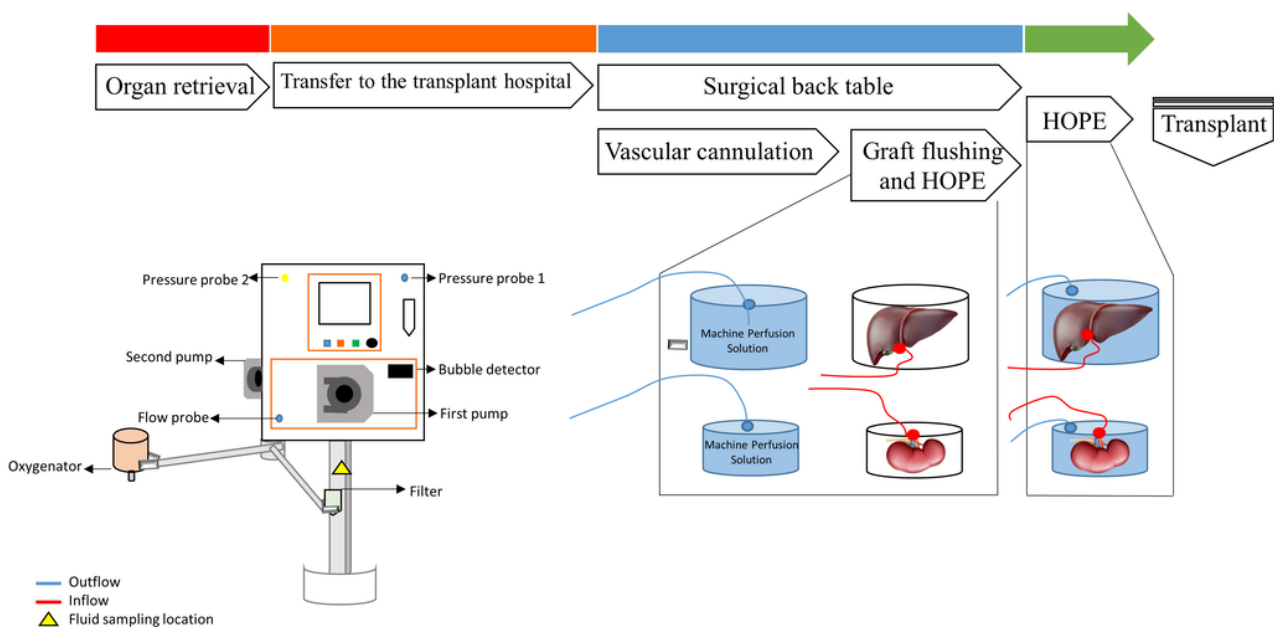 Organ retrieval
Transfer to the transplant hospital
Surgical back table
HOPE
Transplant
Vascular cannulation
Graft flushing
and HOPE
Pressure probe 2
Pressure probe 1
Second pump
Bubble detector
Flow probe
First pump
Oxygenator
Filter
Machine Perfusion
Solution
Machine Perfusion
Solution
Outflow
Inflow
Fluid sampling location